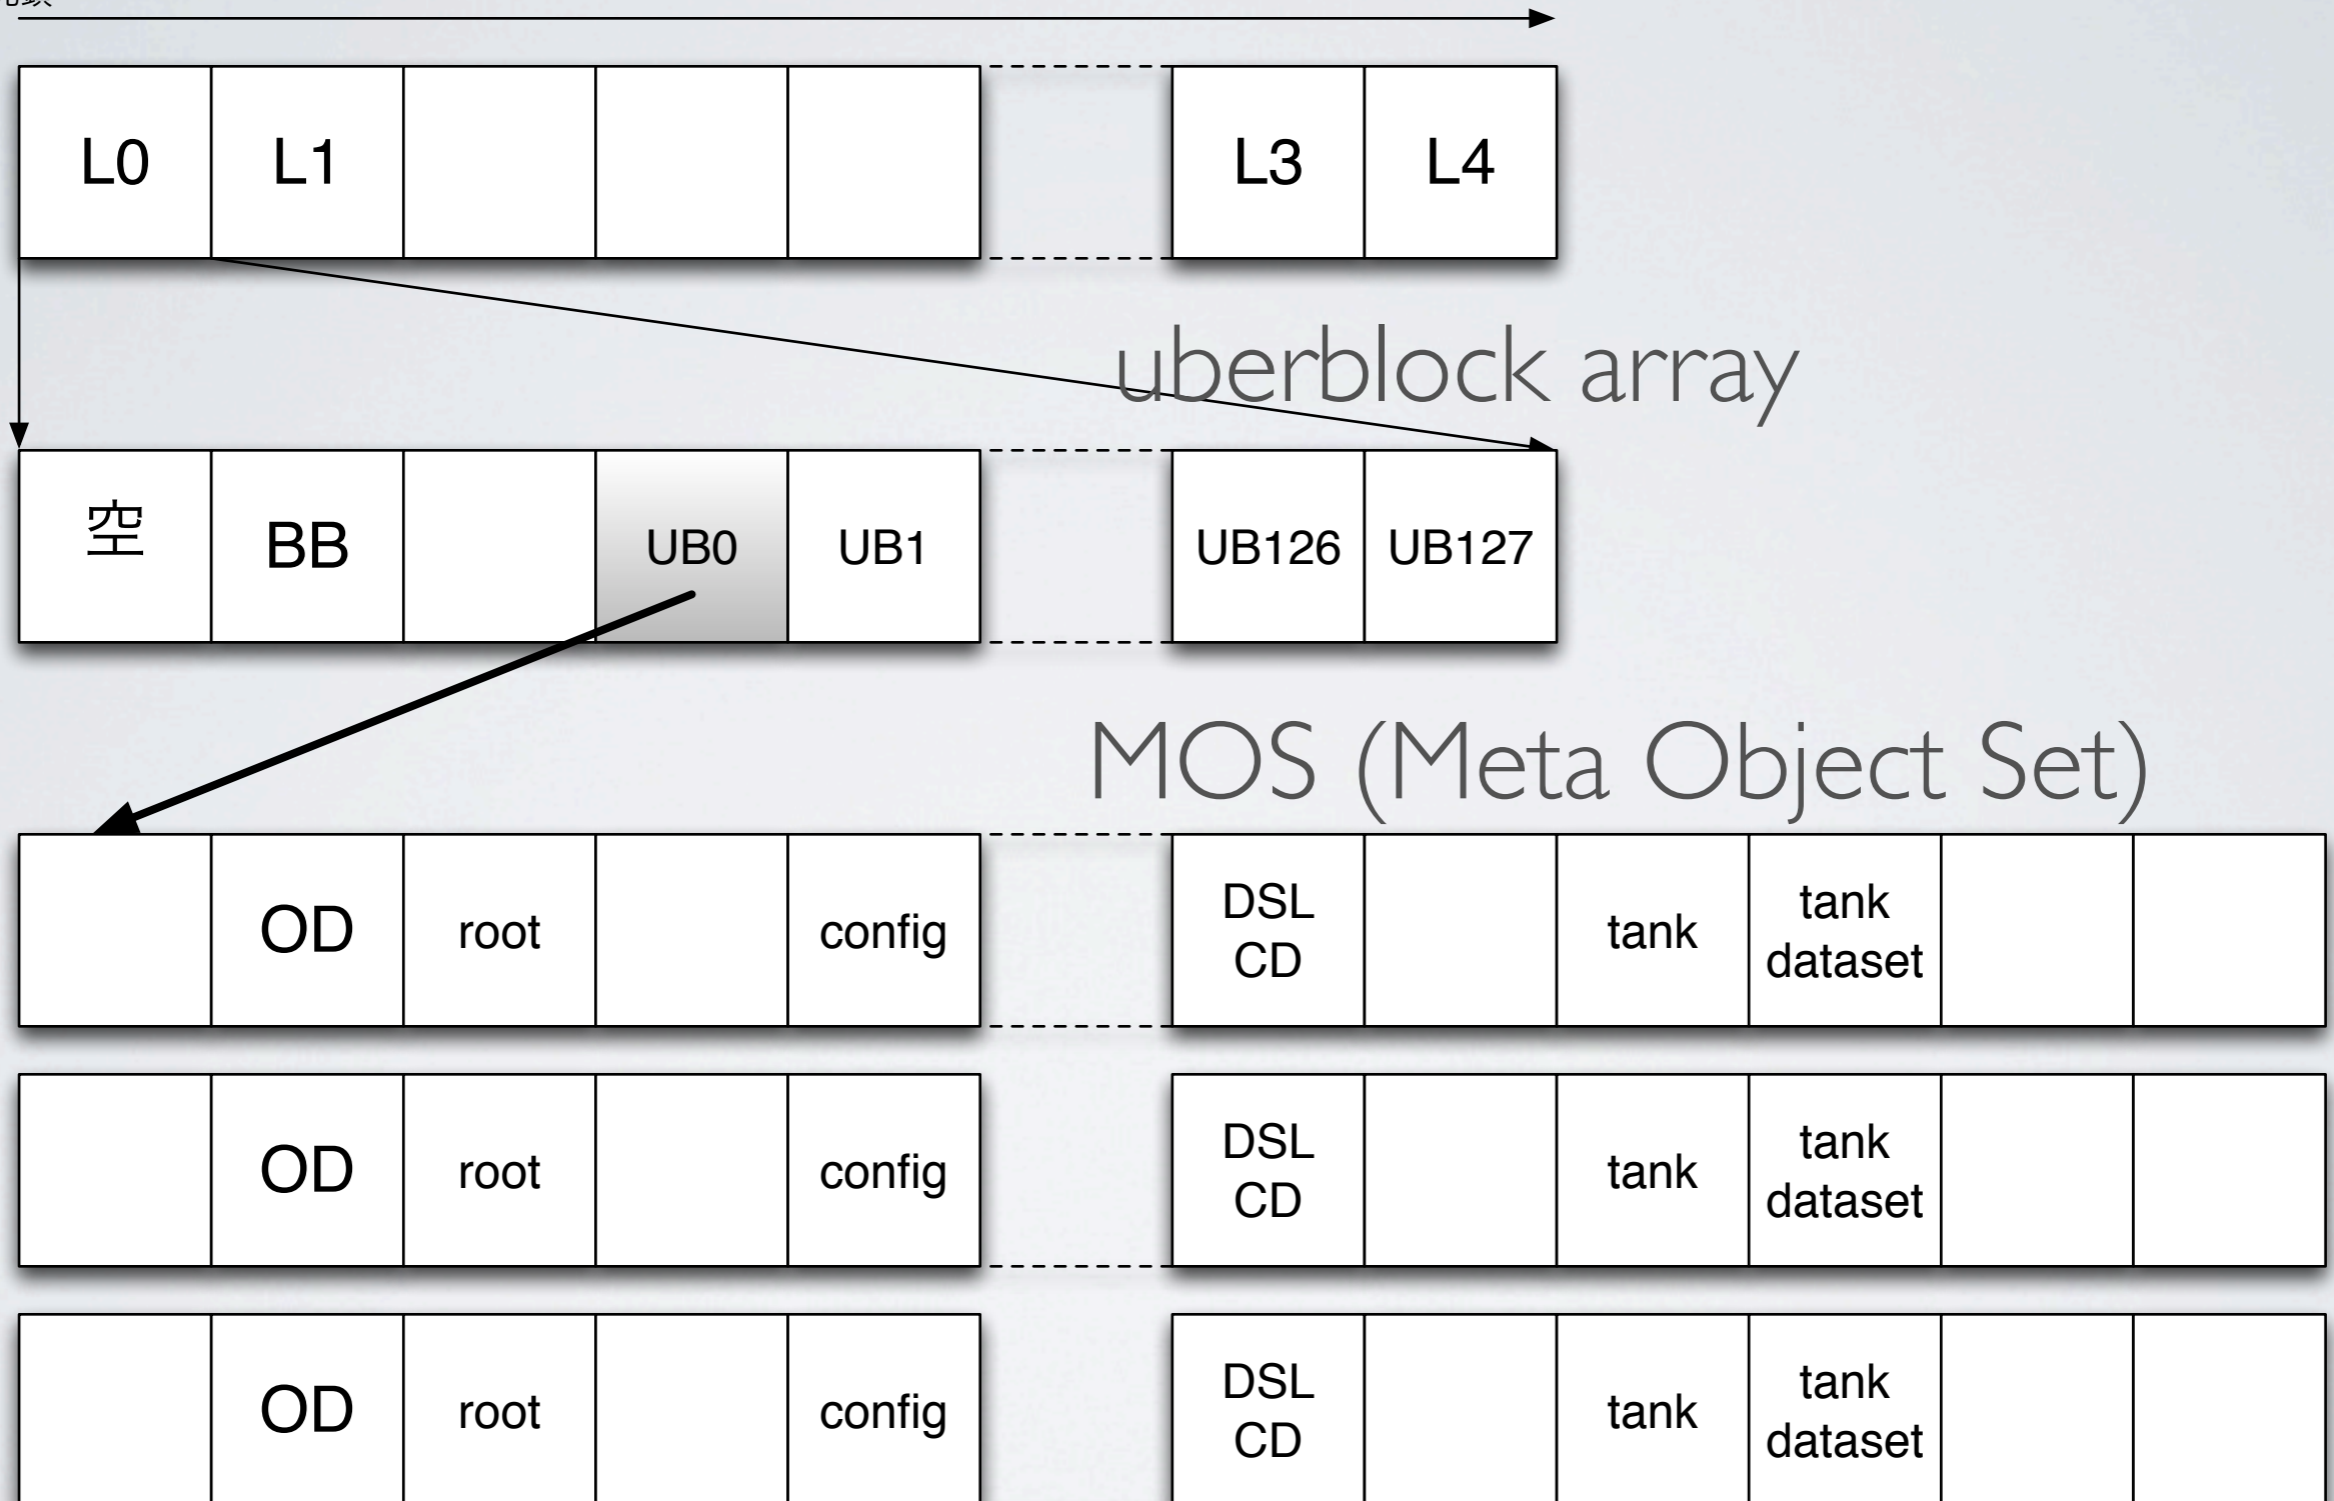 L0 L1 L3 L4
uberblock array
空 BB UB0 UB1 UB126 UB127
MOS (Meta Object Set)
OD root config DSL CD tank tank dataset
OD root config DSL CD tank tank dataset
OD root config DSL CD tank tank dataset